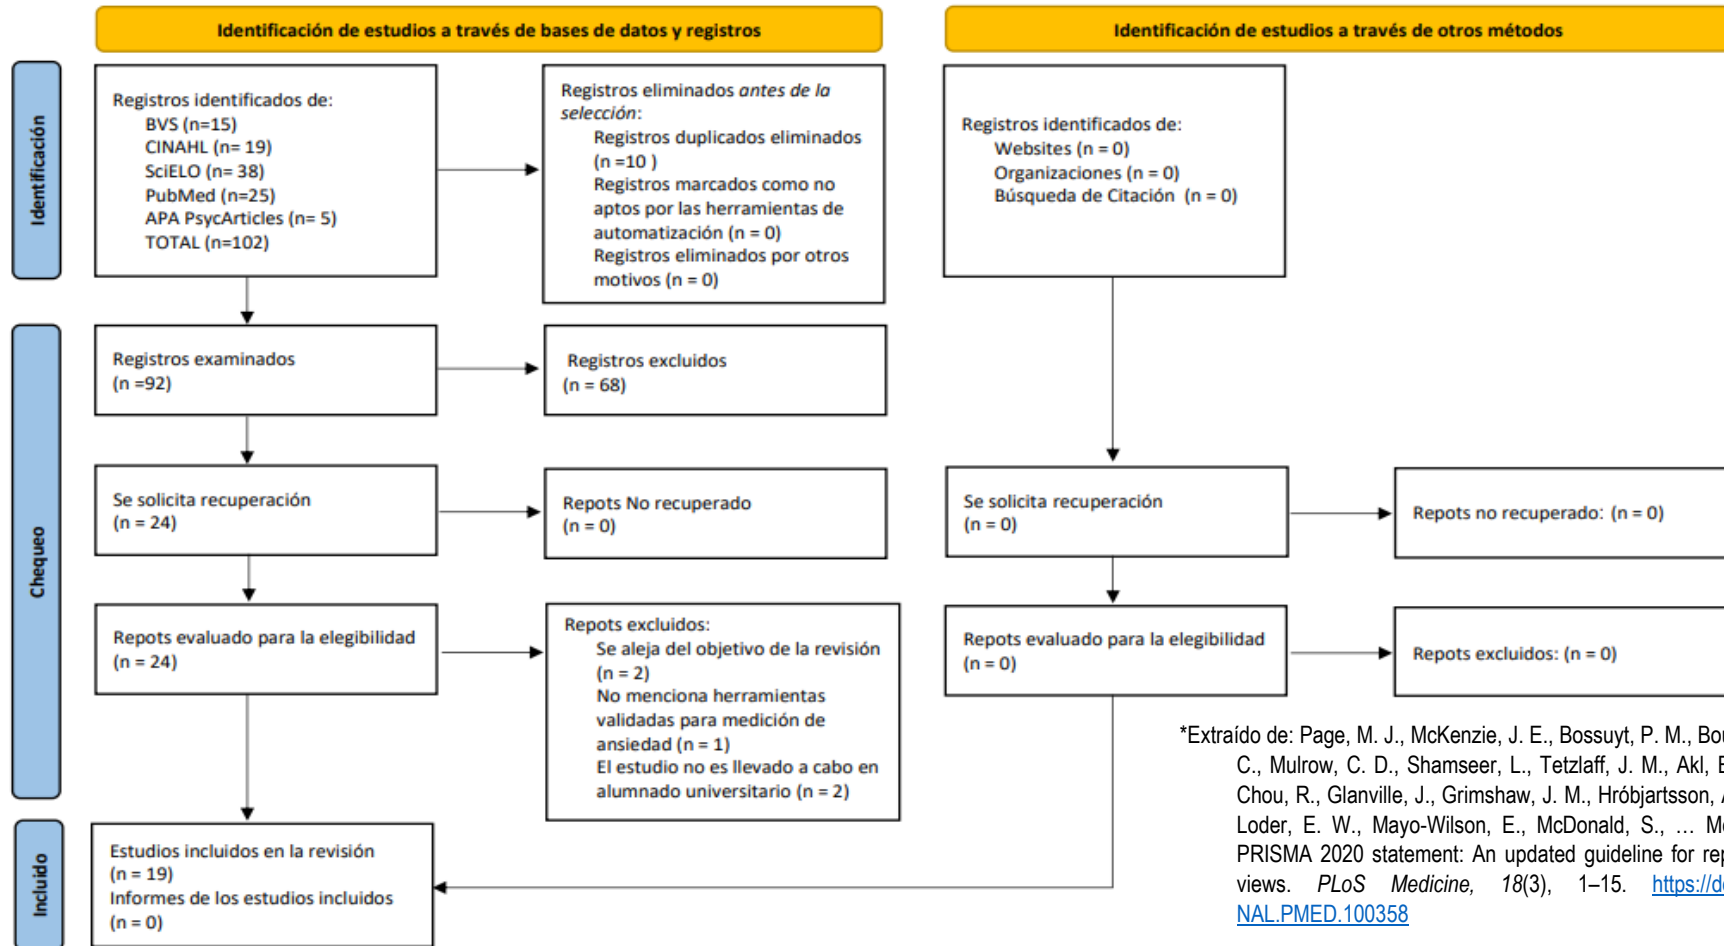 Identificación de estudios a través de bases de datos y registros
Identificación de estudios a través de otros métodos
Identificación
Registros identificados de:
BVS (n=15)
CINAHL (n= 19)
SciELO (n= 38)
PubMed (n=25)
APA PsycArticles (n= 5)
TOTAL (n=102)
Registros eliminados antes de la
selección:
Registros duplicados eliminados
(n =10 )
Registros marcados como no
aptos por las herramientas de
automatización (n = 0)
Registros eliminados por otros
motivos (n = 0)
Registros identificados de:
Websites (n = 0)
Organizaciones (n = 0)
Búsqueda de Citación (n = 0)
Chequeo
Registros examinados
(n =92)
Registros excluidos
(n = 68)
Se solicita recuperación
(n = 24)
Repots No recuperado
(n = 0)
Se solicita recuperación
(n = 0)
Repots no recuperado: (n = 0)
Repots evaluado para la elegibilidad
(n = 24)
Repots excluidos:
Se aleja del objetivo de la revisión
(n = 2)
No menciona herramientas
validadas para medición de
ansiedad (n = 1)
El estudio no es llevado a cabo en
alumnado universitario (n = 2)
Repots evaluado para la elegibilidad
(n = 0)
Repots excluidos: (n = 0)
Incluido
Estudios incluidos en la revisión
(n = 19)
Informes de los estudios incluidos
(n = 0)
*Extraído de: Page, M. J., McKenzie, J. E., Bossuyt, P. M.,
C., Mulrow, C. D., Shamseer, L., Tetzlaff, J. M., Akl,
Chou, R., Glanville, J., Grimshaw, J. M., Hróbjartsson,
Loder, E. W., Mayo-Wilson, E., McDonald, S., …
PRISMA 2020 statement: An updated guideline for
views. PLoS Medicine, 18(3), 1–15.
NAL.PMED.100358